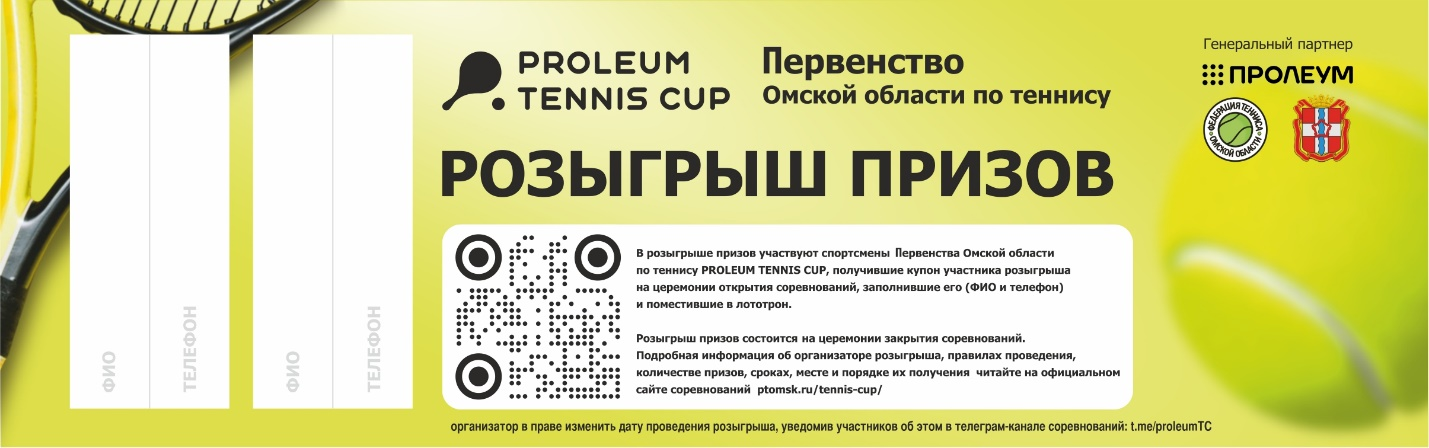 ФИО
ТЕЛЕФОН
ФИО
ТЕЛЕФОН
PROLEUM
TENNIS CUP
Первенство
Омской области по теннису
Генеральный партнер
ПРОЛЕУМ
ФЕДЕРАЦИЯ ТЕННИСА
ОМСКОЙ ОБЛАСТИ
РОЗЫГРЫШ ПРИЗОВ
В розыгрыше призов участвуют спортсмены Первенства Омской области
по теннису PROLEUM TENNIS CUP, получившие купон участника розыгрыша
на церемонии открытия соревнований, заполнившие его (ФИО и телефон)
и поместившие в лототрон.
Розыгрыш призов состоится на церемонии закрытия соревнований.
Подробная информация об организаторе розыгрыша, правилах проведения,
количестве призов, сроках, месте и порядке их получения читайте на официальном
сайте соревнований ptomsk.ru/tennis-cup/
организатор в праве изменить дату проведения розыгрыша, уведомив участников об этом в телеграм-канале соревнований: t.me/proleumTC